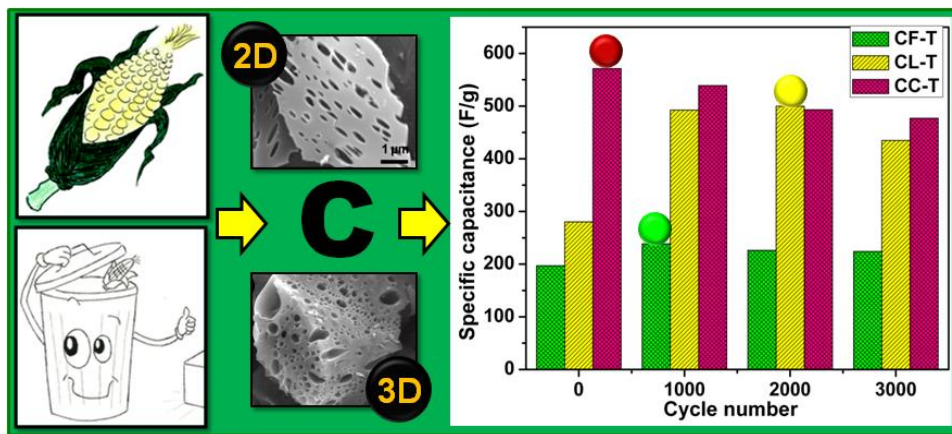 2D
1 µm
C
3D
Specific capacitance (F/g)
600
500
400
300
200
100
0
CF-T
CL-T
CC-T
0 1000 2000 3000
Cycle number